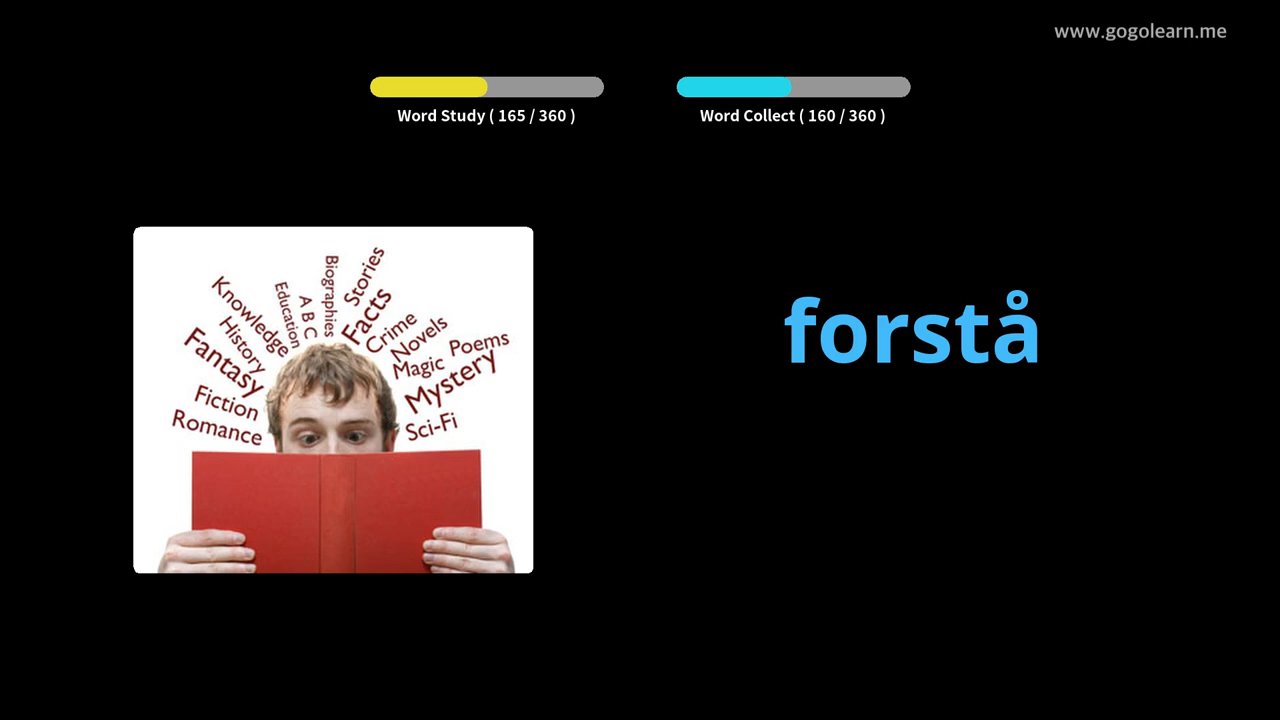 www.gogolearn.me
Word Study ( 165 / 360 )
Word Collect ( 160 / 360 )
forstå
Biographies
Stories
Education
A B C
Facts
Knowledge
Crime
History
Novels
Fantasy
Magic
Poems
Mystery
Fiction
Romance
Sci-Fi